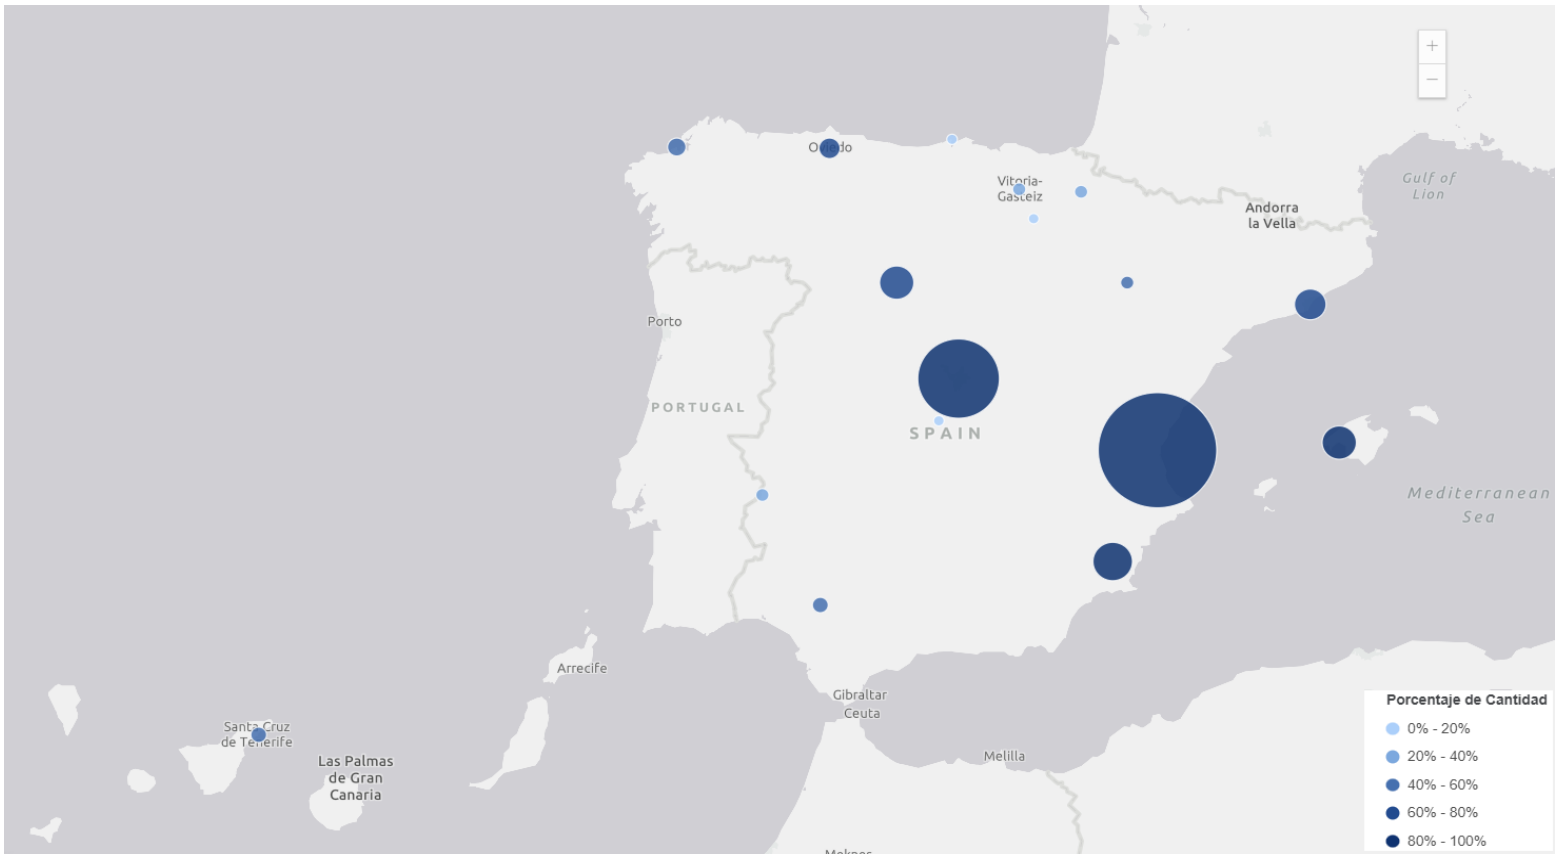 +
−
Oviedo
Gulf of
Lion
Vitoria-
Gasteiz
Andorra
la Vella
Porto
PORTUGAL
SPAIN
Mediterranean
Sea
Arrecife
Gibraltar
Ceuta
Santa Cruz
de Tenerife
Las Palmas
de Gran
Canaria
Melilla
Porcentaje de Cantidad
0% - 20%
20% - 40%
40% - 60%
60% - 80%
80% - 100%